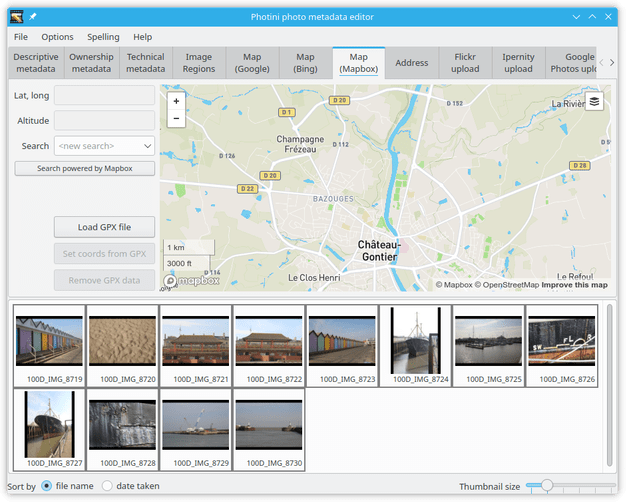 Photini photo metadata editor
File Options Spelling Help
Descriptive metadata
Ownership metadata
Technical metadata
Image Regions
Map (Google)
Map (Bing)
Map (Mapbox)
Address
Flickr upload
Ipernity upload
Google Photos uplo
Lat, long
Altitude
Search <new search>
Search powered by Mapbox
Load GPX file
Set coords from GPX
Remove GPX data
+
−
D 20
D 1
D 192
La Rivièr
Champagne Frézeau
D 112
D 126
D 28
D 20
D 22
BAZOUGES
1 km
3000 ft
Château-Gontier
D 114
Le Clos Henri
Le Refoul
mapbox
© Mapbox © OpenStreetMap Improve this map
100D_IMG_8719 100D_IMG_8720 100D_IMG_8721 100D_IMG_8722 100D_IMG_8723 100D_IMG_8724 100D_IMG_8725 100D_IMG_8726
100D_IMG_8727 100D_IMG_8728 100D_IMG_8729 100D_IMG_8730
Sort by file name date taken Thumbnail size